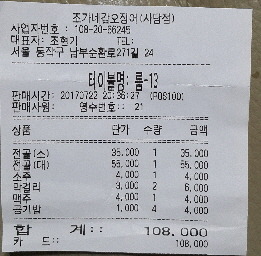 조가네갑오징어(사당점)
사업자번호 : 108-20-66245
대표자: 조현기 TEL:
서울 동작구 남부순환로271길 24
테이블명: 룸-13
판매시간: 20170722 20:36:27 (POS100)
판매사원: 영수번호:: 21
상품 단가 수량 금액
전골(소) 35,000 1 35,000
전골(대) 55,000 1 55,000
소주 4,000 1 4,000
막걸리 3,000 2 6,000
맥주 4,000 1 4,000
공기밥 1,000 4 4,000
합 계:: 108,000
카 드:: 108,000